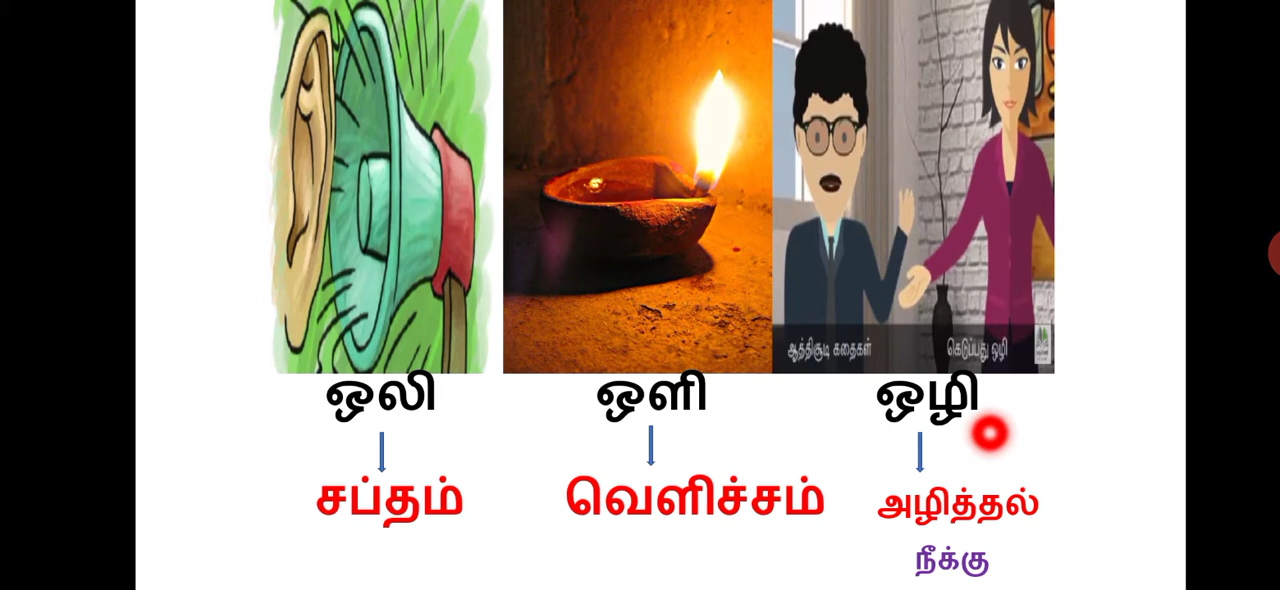 ஆத்திசூடி கதைகள் கெடுப்பது ஒழி
ஒலி ஒளி ஒழி
சப்தம் வெளிச்சம் அழித்தல்
நீக்கு